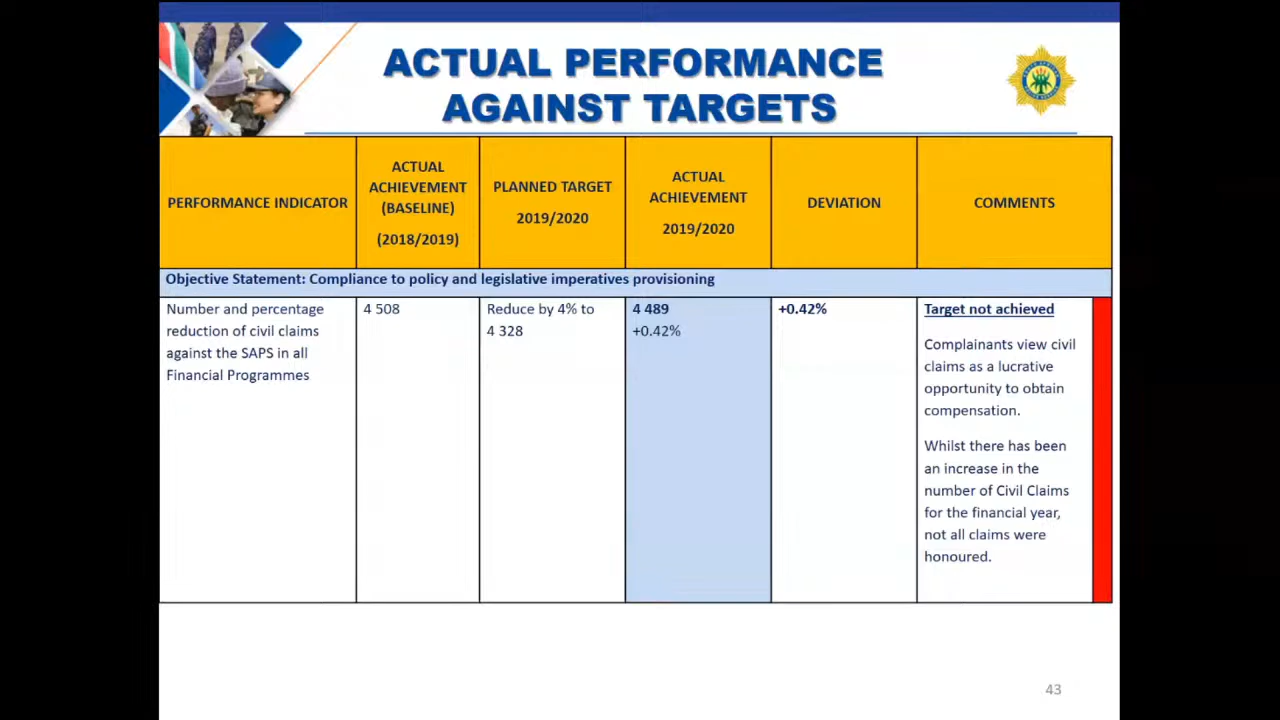 ACTUAL PERFORMANCE
AGAINST TARGETS
PERFORMANCE INDICATOR
ACTUAL
ACHIEVEMENT
(BASELINE)
(2018/2019)
PLANNED TARGET
2019/2020
ACTUAL
ACHIEVEMENT
2019/2020
DEVIATION
COMMENTS
Objective Statement: Compliance to policy and legislative imperatives provisioning
Number and percentage
reduction of civil claims
against the SAPS in all
Financial Programmes
4 508
Reduce by 4% to
4 328
4 489
+0.42%
+0.42%
Target not achieved
Complainants view civil
claims as a lucrative
opportunity to obtain
compensation.
Whilst there has been
an increase in the
number of Civil Claims
for the financial year,
not all claims were
honoured.
43